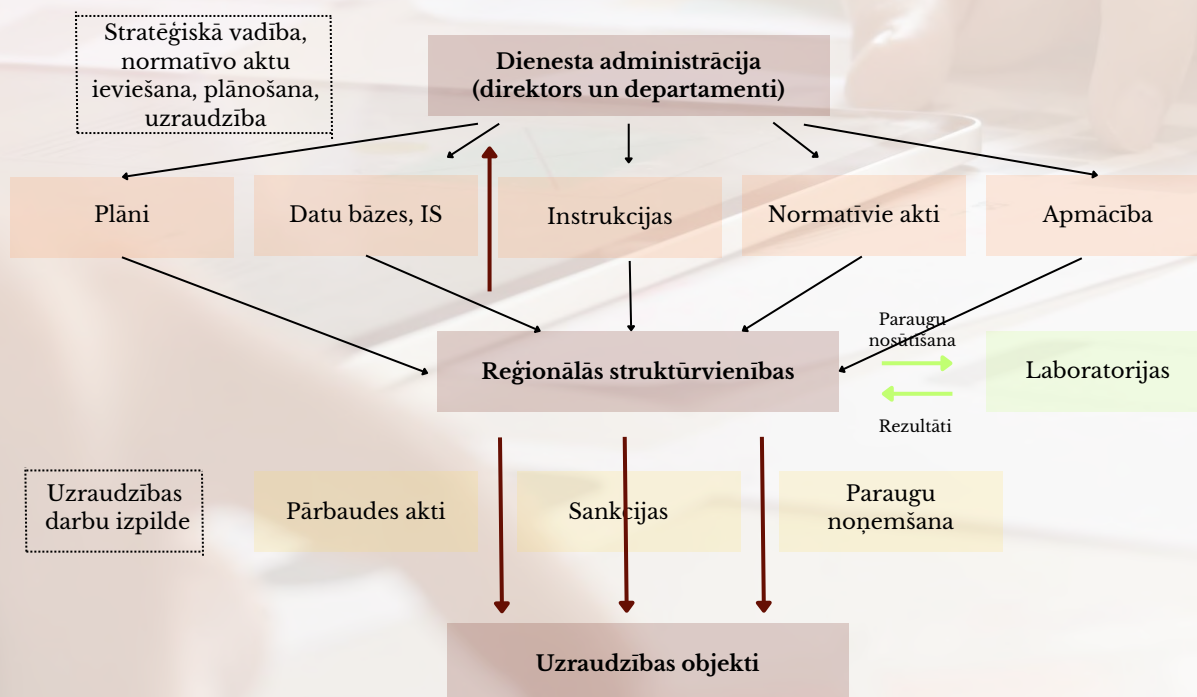 Stratēģiskā vadība,
normatīvo aktu
ieviešana, plānošana,
uzraudzība
Dienesta administrācija
(direktors un departamenti)
Plāni
Datu bāzes, IS
Instrukcijas
Normatīvie akti
Apmācība
Reģionālās struktūrvienības
Paraugu
nosūtīšana
Rezultāti
Laboratorijas
Uzraudzības
darbu izpilde
Pārbaudes akti
Sankcijas
Paraugu
noņemšana
Uzraudzības objekti